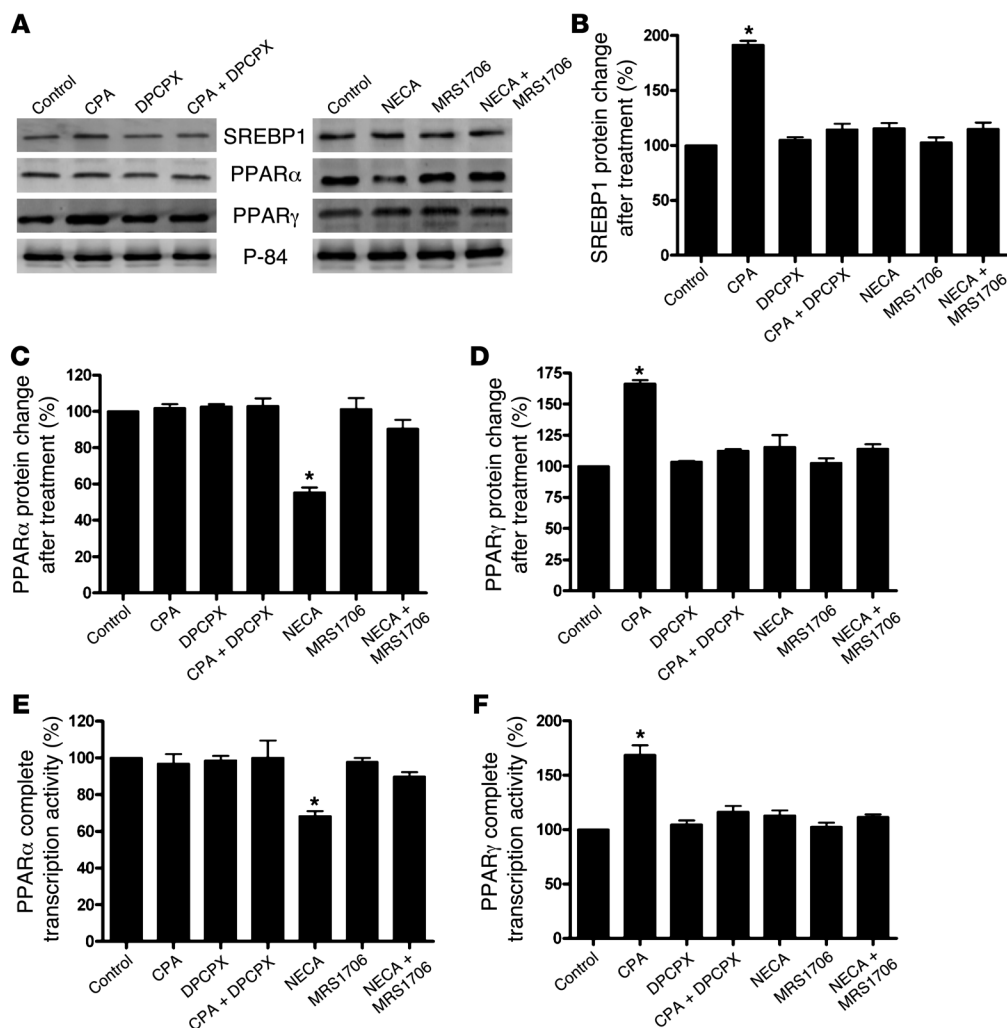 A
Control
CPA
DPCPX
CPA + DPCPX
Control
NECA
MRS1706
NECA +
MRS1706
SREBP1
PPARα
PPARγ
P-84
B
SREBP1 protein change
after treatment (%)
200
150
100
50
0
*
Control
CPA
DPCPX
CPA + DPCPX
NECA
MRS1706
NECA +
MRS1706
C
PPARα protein change
after treatment (%)
120
100
80
60
40
20
0
*
Control
CPA
DPCPX
CPA + DPCPX
NECA
MRS1706
NECA +
MRS1706
D
PPARγ protein change
after treatment (%)
175
150
125
100
75
50
25
0
*
Control
CPA
DPCPX
CPA + DPCPX
NECA
MRS1706
NECA +
MRS1706
E
PPARα complete
transcription activity (%)
120
100
80
60
40
20
0
*
Control
CPA
DPCPX
CPA + DPCPX
NECA
MRS1706
NECA +
MRS1706
F
PPARγ complete
transcription activity (%)
200
150
100
50
0
*
Control
CPA
DPCPX
CPA + DPCPX
NECA
MRS1706
NECA +
MRS1706